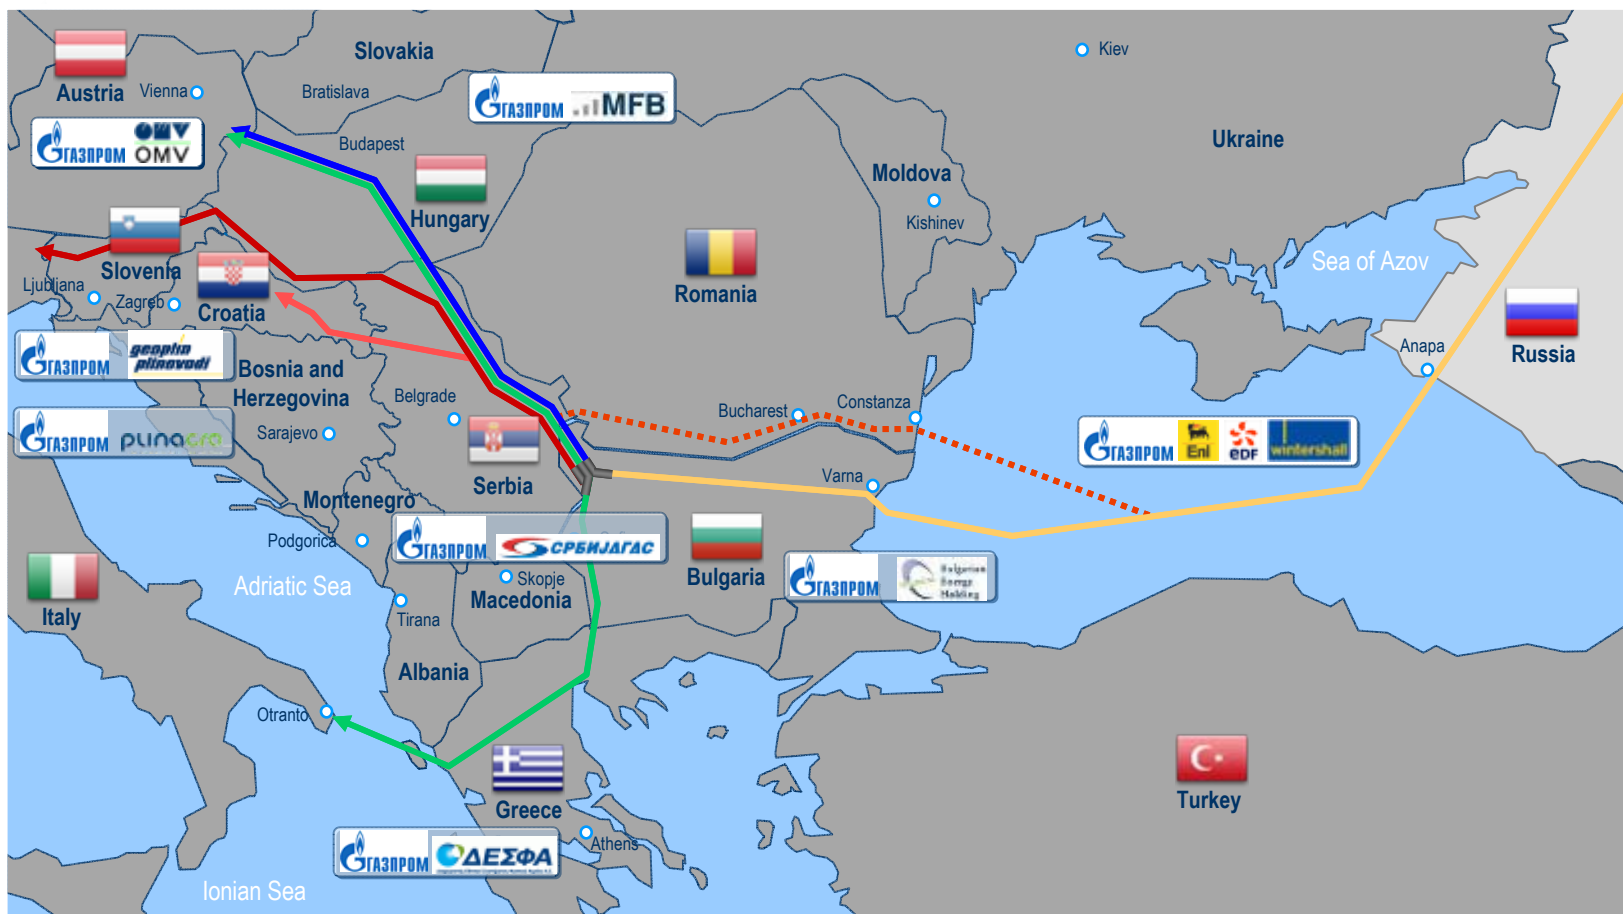 Slovakia
Kiev
Austria
Vienna
Bratislava
ГАЗПРОМ MFB
ГАЗПРОМ OMV OMV
Budapest
Ukraine
Moldova
Kishinev
Hungary
Slovenia
Sea of Azov
Ljubljana
Zagreb
Croatia
Romania
Russia
Anapa
ГАЗПРОМ geoplin plinovodi
Bosnia and
Herzegovina
Belgrade
Bucharest
Constanza
ГАЗПРОМ plinacro
Sarajevo
ГАЗПРОМ Eni eDF wintershall
Serbia
Varna
Montenegro
Podgorica
ГАЗПРОМ СРБИЈАГАС
Bulgaria
ГАЗПРОМ Bulgarian
Energy
Holding
Skopje
Macedonia
Adriatic Sea
Italy
Tirana
Albania
Otranto
Greece
Turkey
Athens
ГАЗПРОМ ΔΕΣΦΑ
Ionian Sea